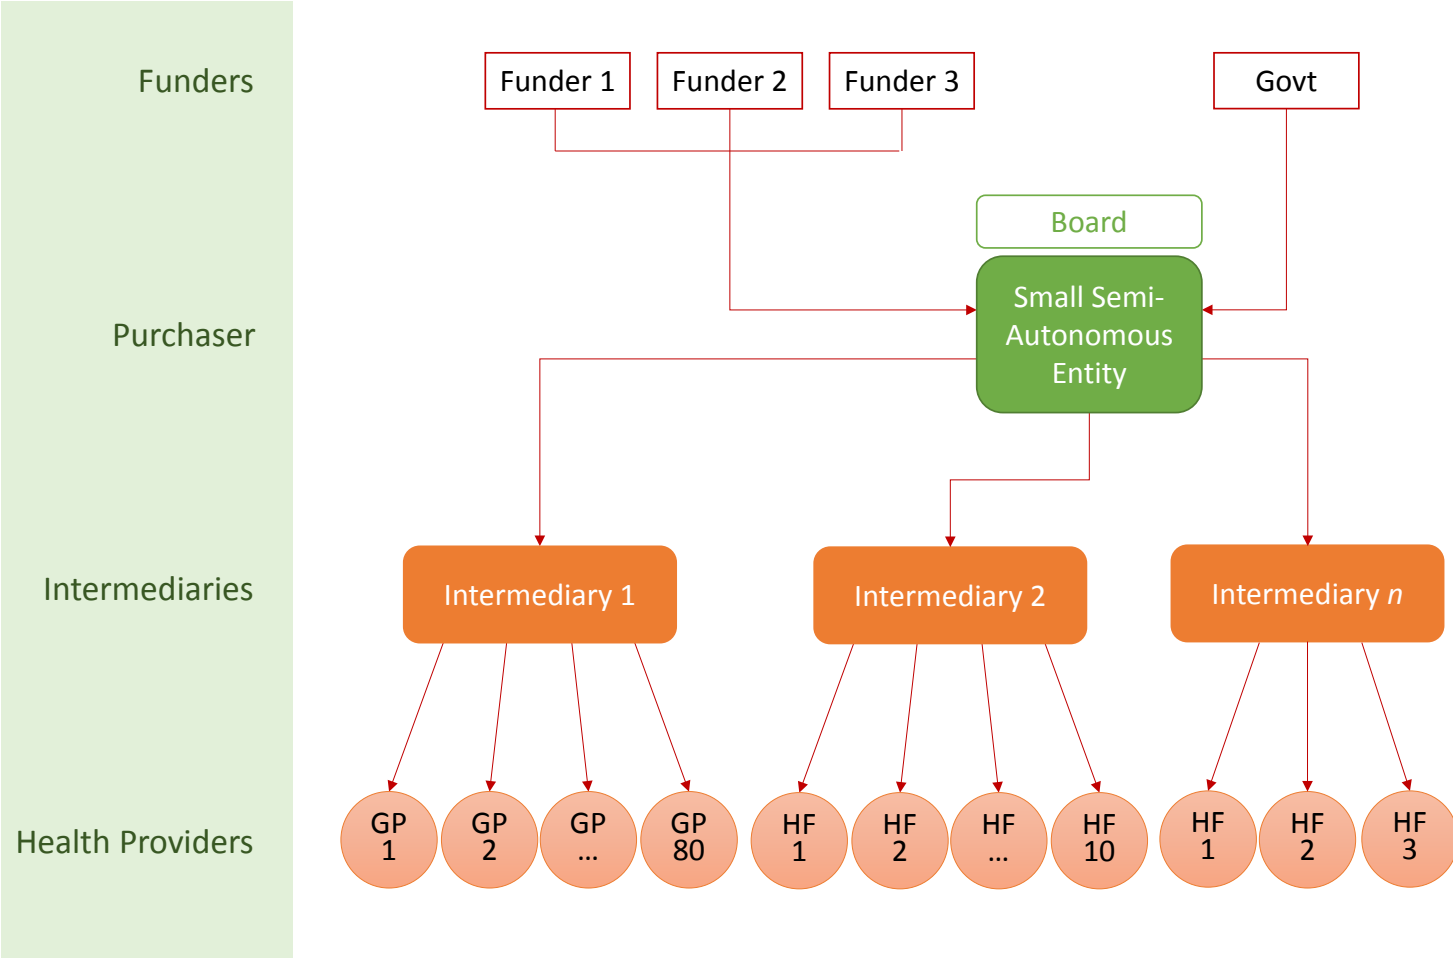 Funders
Funder 1
Funder 2
Funder 3
Govt
Board
Purchaser
Small Semi-
Autonomous
Entity
Intermediaries
Intermediary 1
Intermediary 2
Intermediary n
Health Providers
GP
1
GP
2
GP
...
GP
80
HF
1
HF
2
HF
...
HF
10
HF
1
HF
2
HF
3